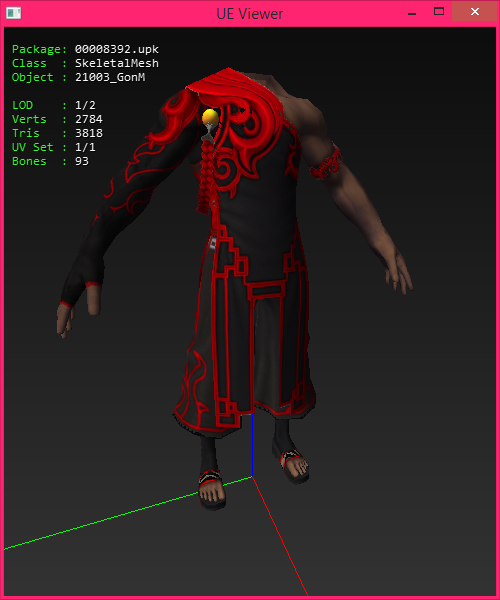 UE Viewer
Package: 00008392.upk
Class : SkeletalMesh
Object : 21003_GonM
LOD : 1/2
Verts : 2784
Tris : 3818
UV Set : 1/1
Bones : 93